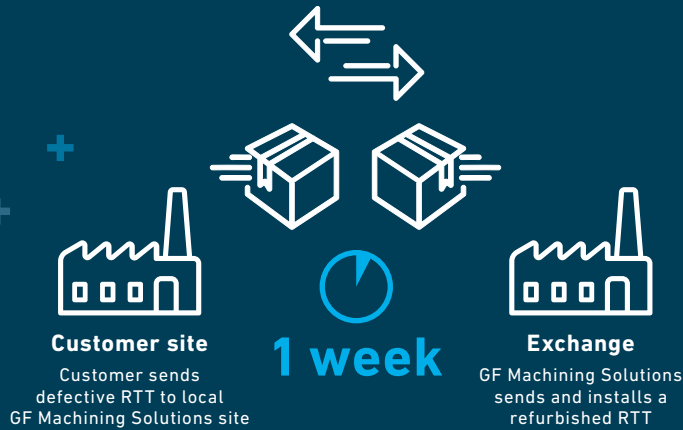 Customer site
Customer sends
defective RTT to local
GF Machining Solutions site
1 week
Exchange
GF Machining Solutions
sends and installs a
refurbished RTT